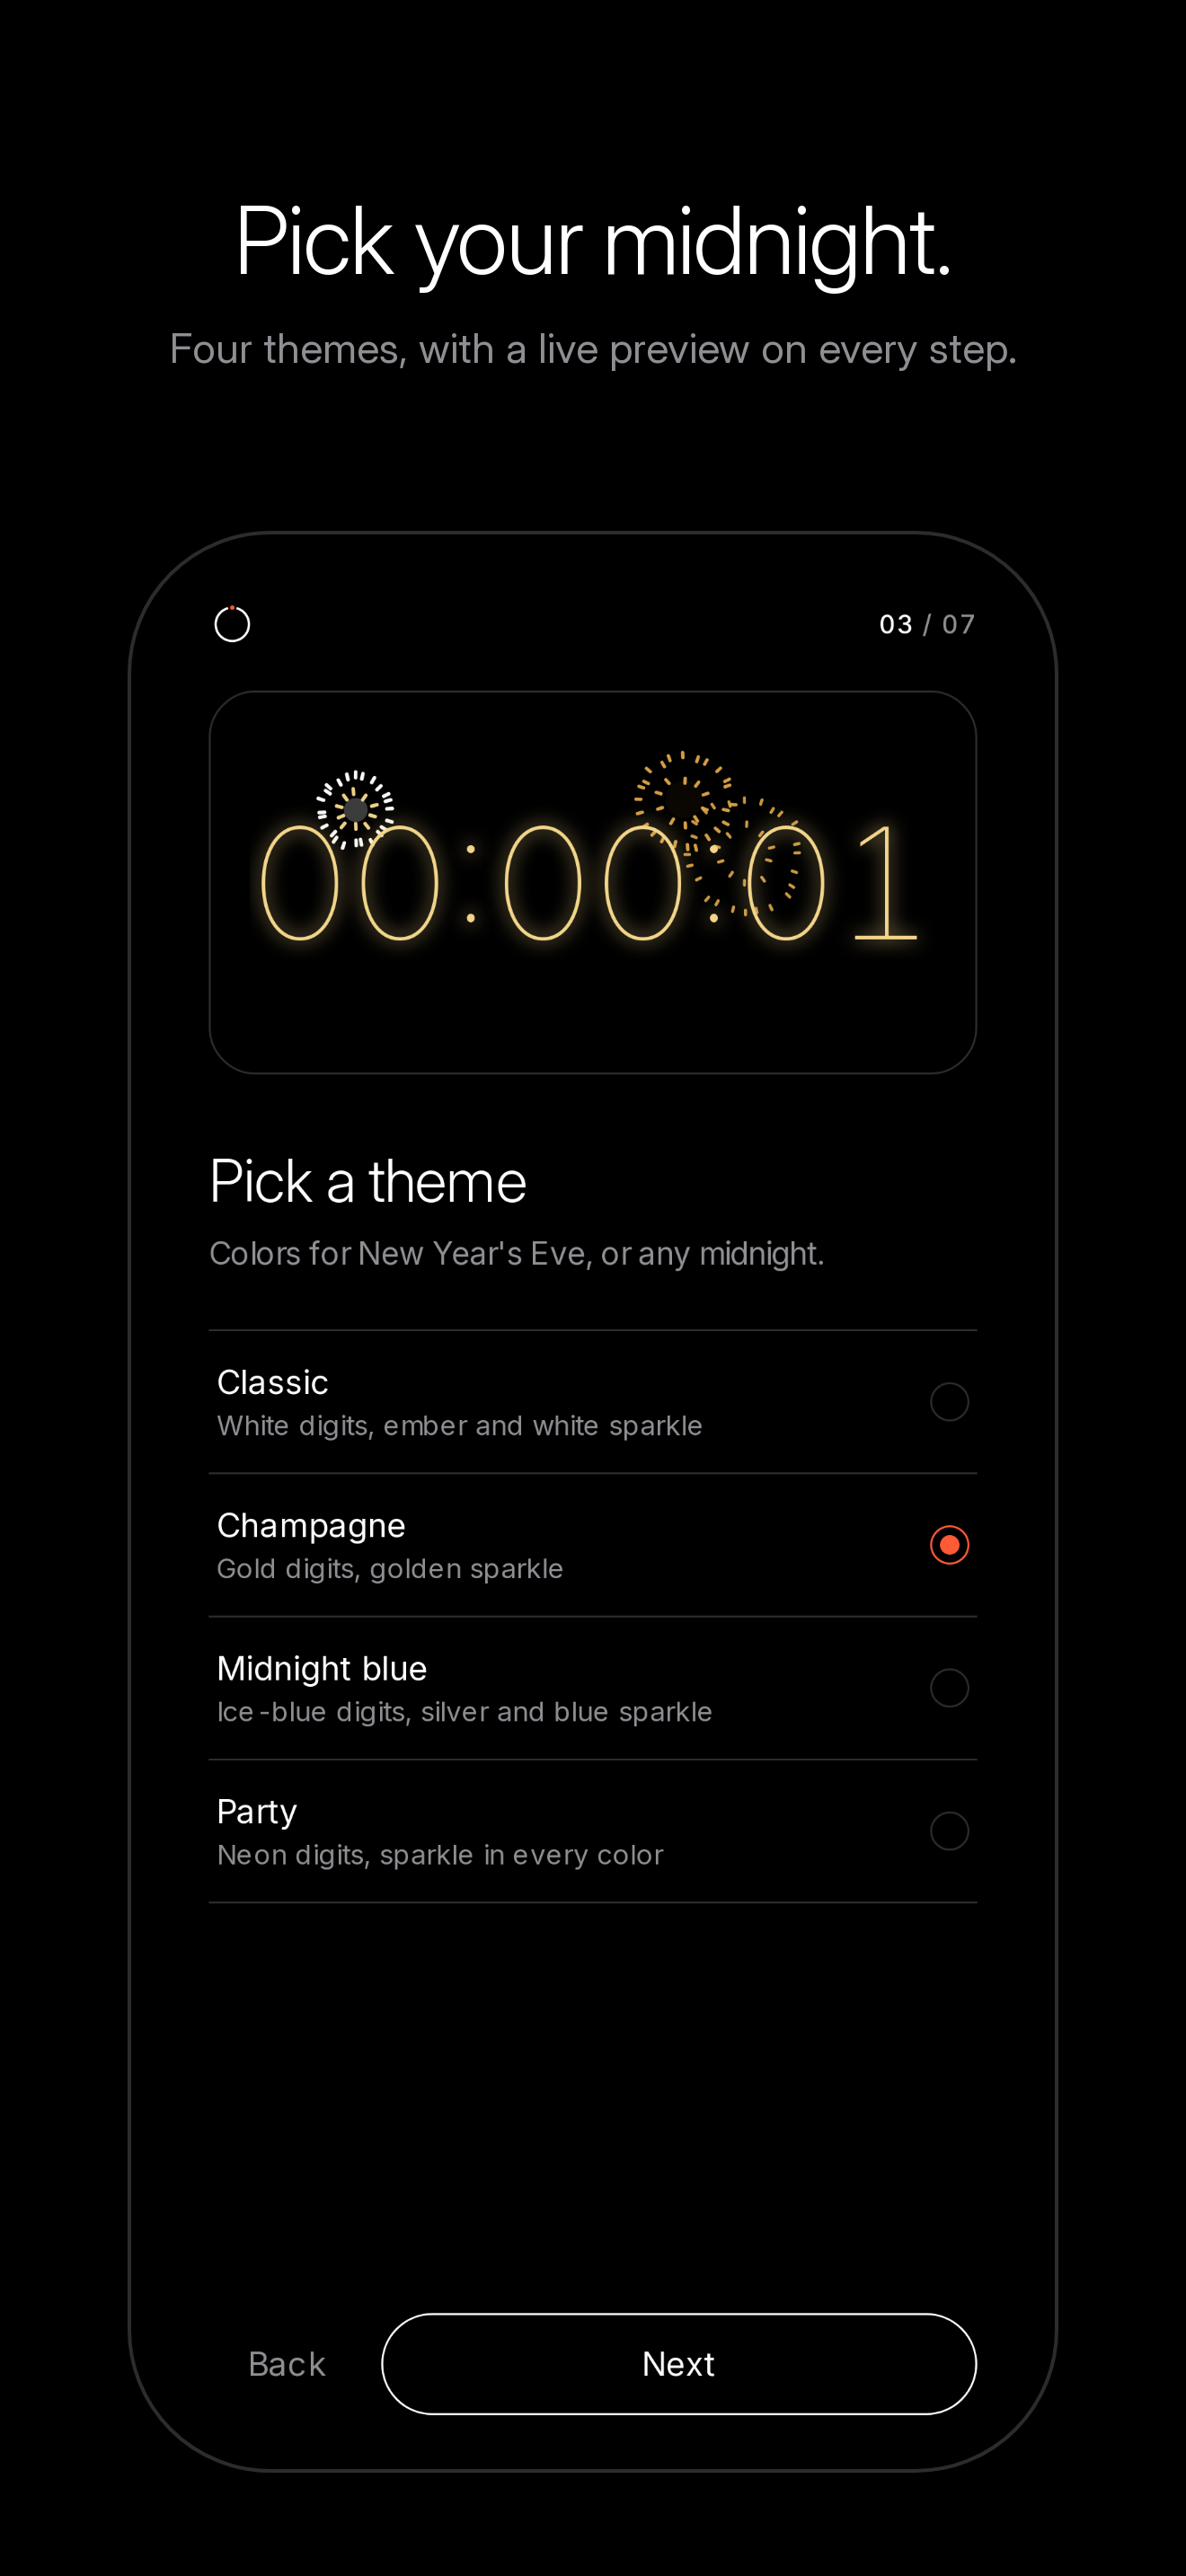 Pick your midnight.
Four themes, with a live preview on every step.
03 / 07
00:00:01
Pick a theme
Colors for New Year's Eve, or any midnight.
Classic
White digits, ember and white sparkle
Champagne
Gold digits, golden sparkle
Midnight blue
Ice-blue digits, silver and blue sparkle
Party
Neon digits, sparkle in every color
Back
Next